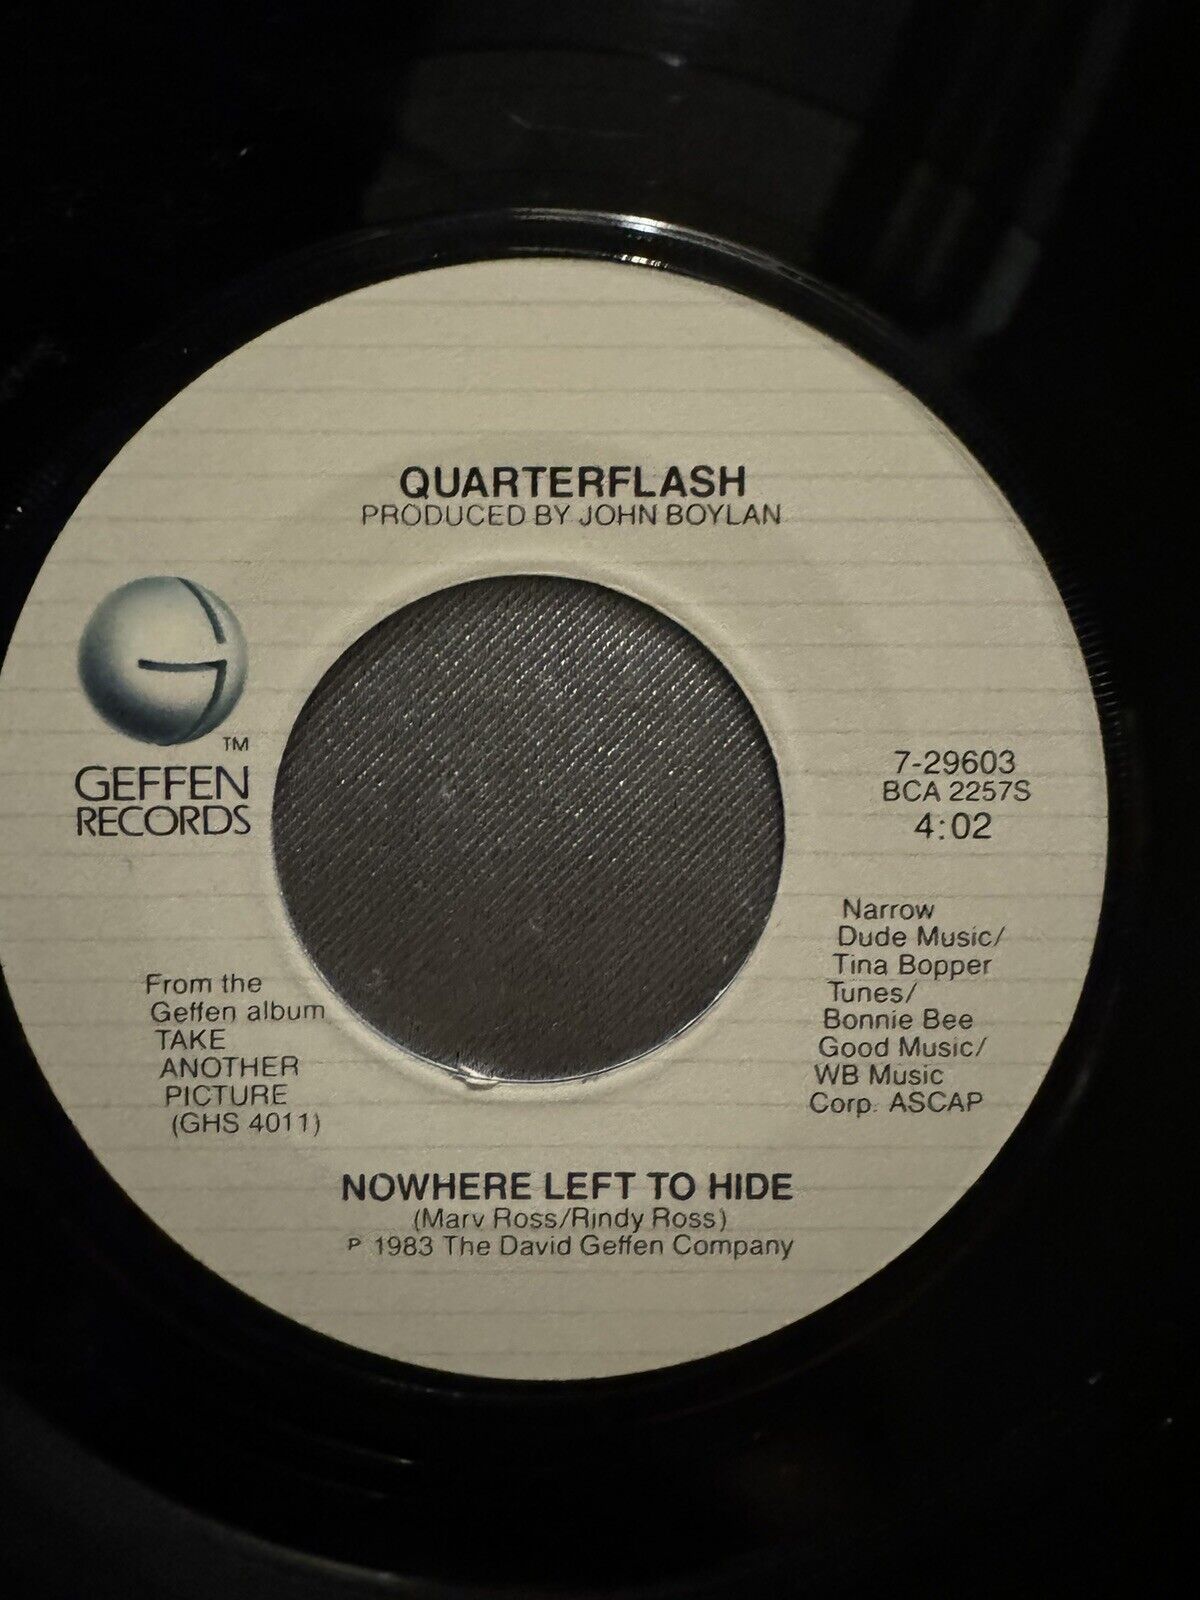 QUARTERFLASH
PRODUCED BY JOHN BOYLAN
TM
GEFFEN
RECORDS
7-29603
BCA 2257S
4:02
Narrow
Dude Music/
Tina Bopper
Tunes/
Bonnie Bee
Good Music/
WB Music
Corp. ASCAP
From the
Geffen album
TAKE
ANOTHER
PICTURE
(GHS 4011)
NOWHERE LEFT TO HIDE
(Marv Ross/Rindy Ross)
℗ 1983 The David Geffen Company